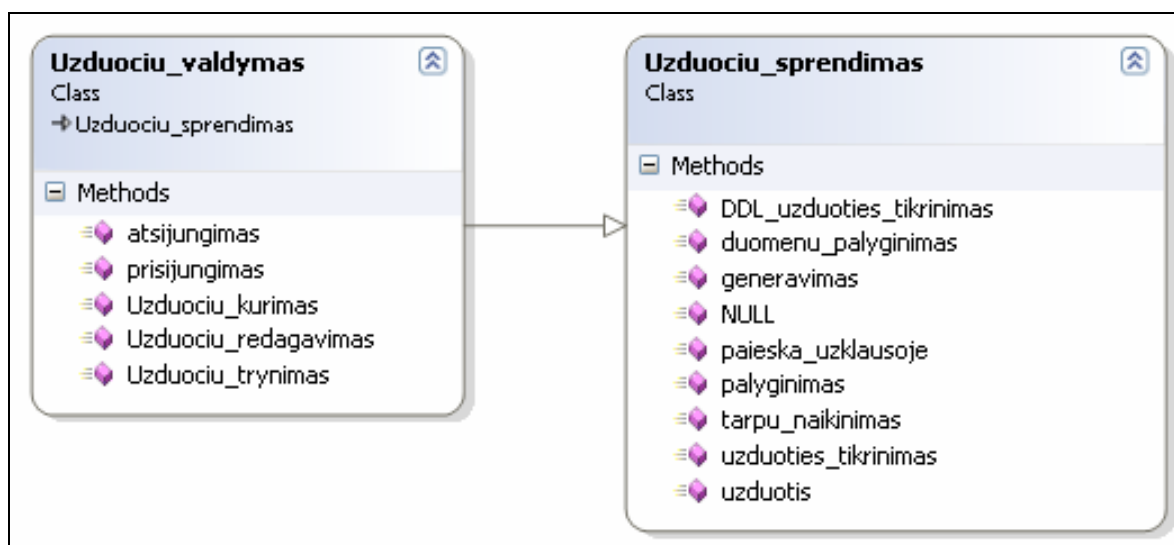 Uzduociu_valdymas
Class
Uzduociu_sprendimas
Methods
atsijungimas
prisijungimas
Uzduociu_kurimas
Uzduociu_redagavimas
Uzduociu_trynimas
Uzduociu_sprendimas
Class
Methods
DDL_uzduoties_tikrinimas
duomenu_palyginimas
generavimas
NULL
paieska_uzklausoje
palyginimas
tarpu_naikinimas
uzduoties_tikrinimas
uzduotis